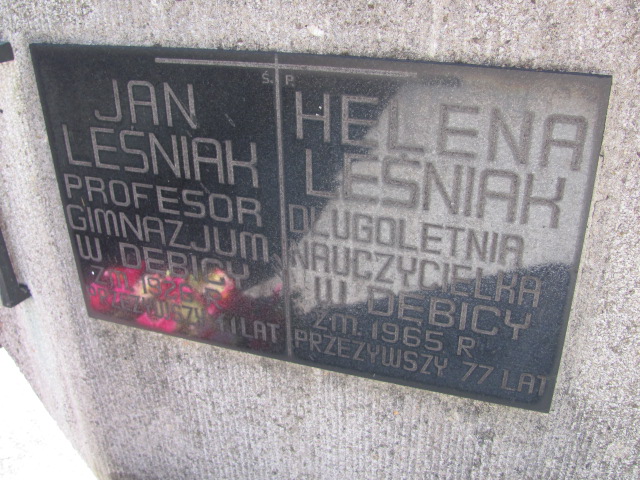 Ś. P.
JAN
LEŚNIAK
PROFESOR
GIMNAZJUM
W DĘBICY
LAT
HELENA
LEŚNIAK
DŁUGOLETNIA
NAUCZYCIELKA
W DĘBICY
ZM. 1965 R
PRZEŻYWSZY 77 LAT